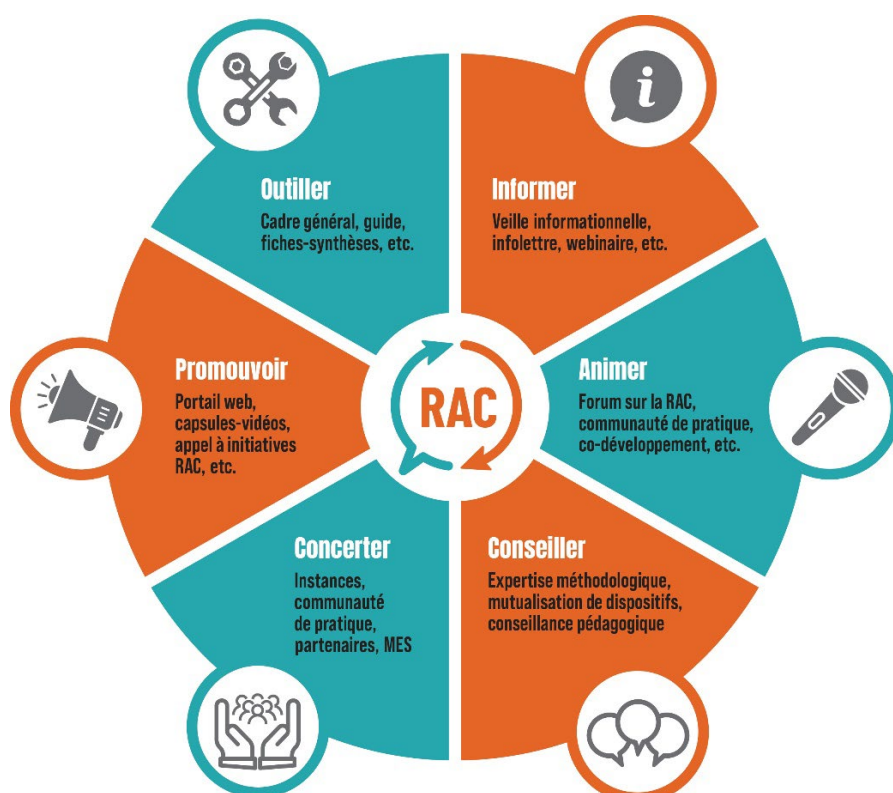 Outiller
Cadre général, guide,
fiches-synthèses, etc.
Informer
Veille informationnelle,
infolettre, webinaire, etc.
Promouvoir
Portail web,
capsules-vidéos,
appel à initiatives
RAC, etc.
RAC
Animer
Forum sur la RAC,
communauté de pratique,
co-développement, etc.
Concerter
Instances,
communauté
de pratique,
partenaires, MES
Conseiller
Expertise méthodologique,
mutualisation de dispositifs,
conseillance pédagogique